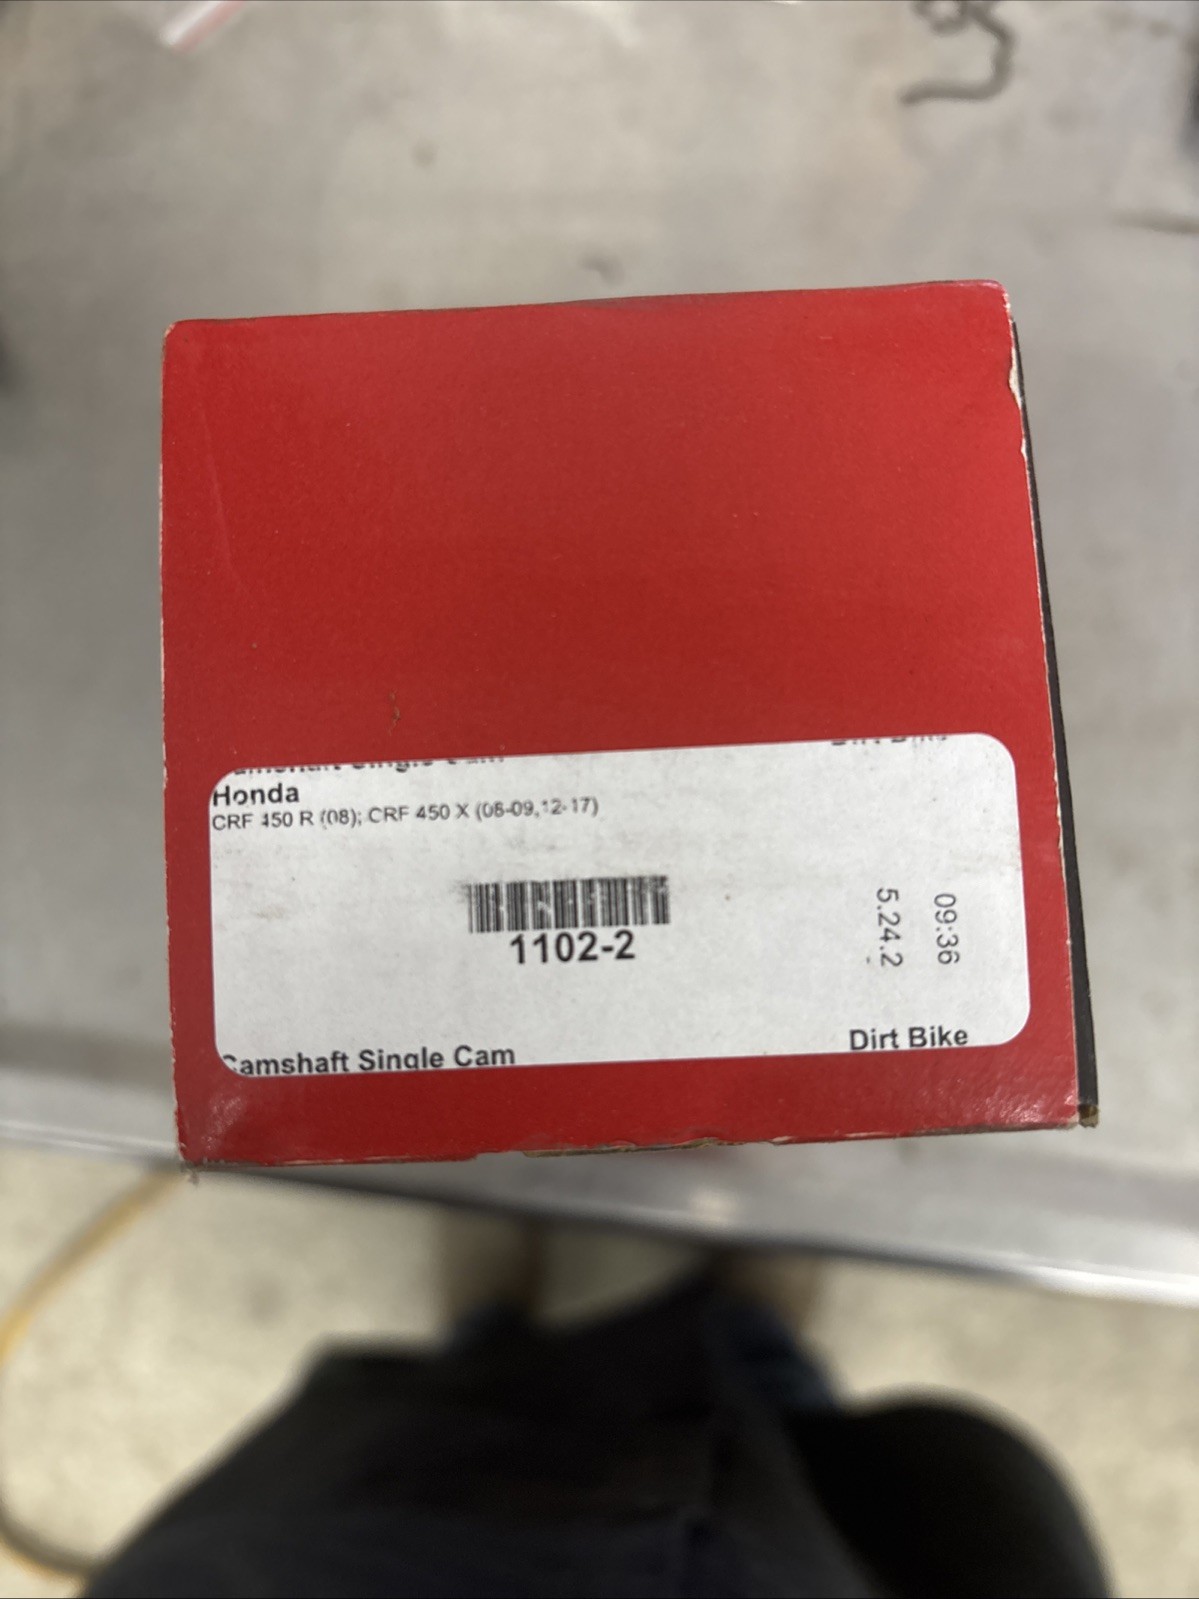 Honda
CRF 450 R (08); CRF 450 X (08-09,12-17)
1102-2
09:36
5.24.2
Camshaft Single Cam
Dirt Bike